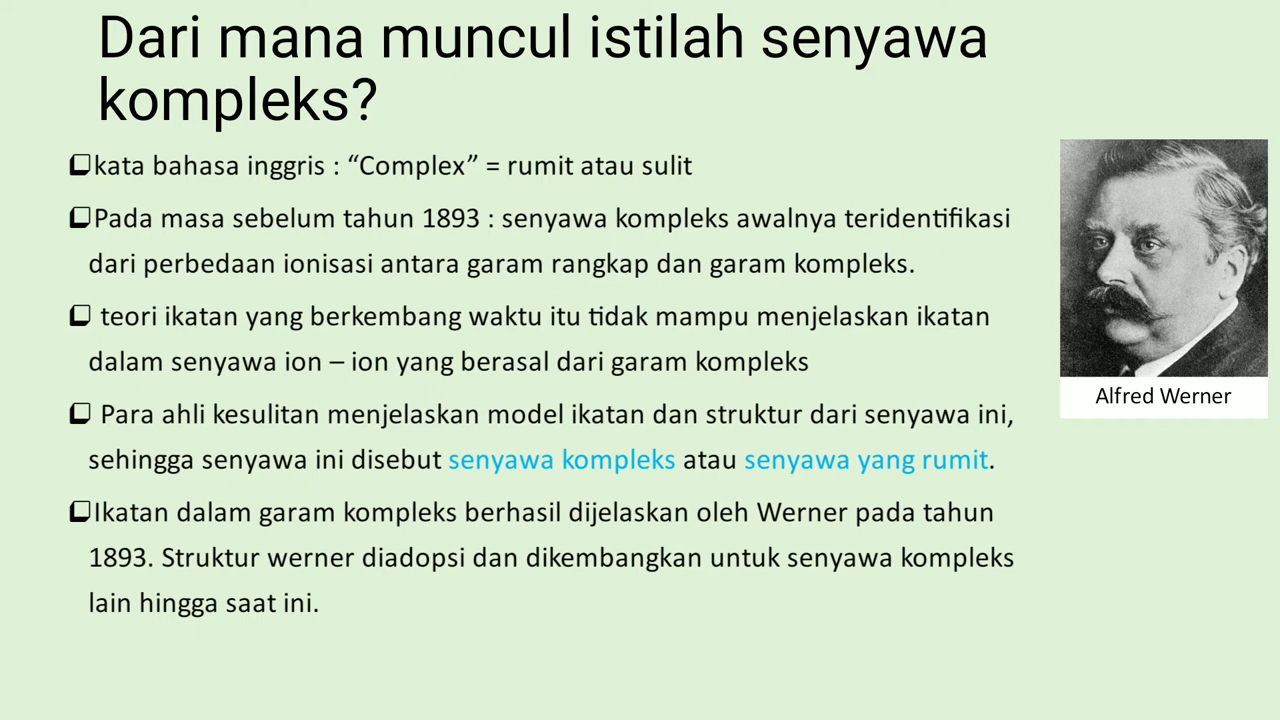 Dari mana muncul istilah senyawa
kompleks?
kata bahasa inggris : “Complex” = rumit atau sulit
Pada masa sebelum tahun 1893 : senyawa kompleks awalnya teridentifikasi
dari perbedaan ionisasi antara garam rangkap dan garam kompleks.
teori ikatan yang berkembang waktu itu tidak mampu menjelaskan ikatan
dalam senyawa ion – ion yang berasal dari garam kompleks
Para ahli kesulitan menjelaskan model ikatan dan struktur dari senyawa ini,
sehingga senyawa ini disebut senyawa kompleks atau senyawa yang rumit.
Ikatan dalam garam kompleks berhasil dijelaskan oleh Werner pada tahun
1893. Struktur werner diadopsi dan dikembangkan untuk senyawa kompleks
lain hingga saat ini.
Alfred Werner